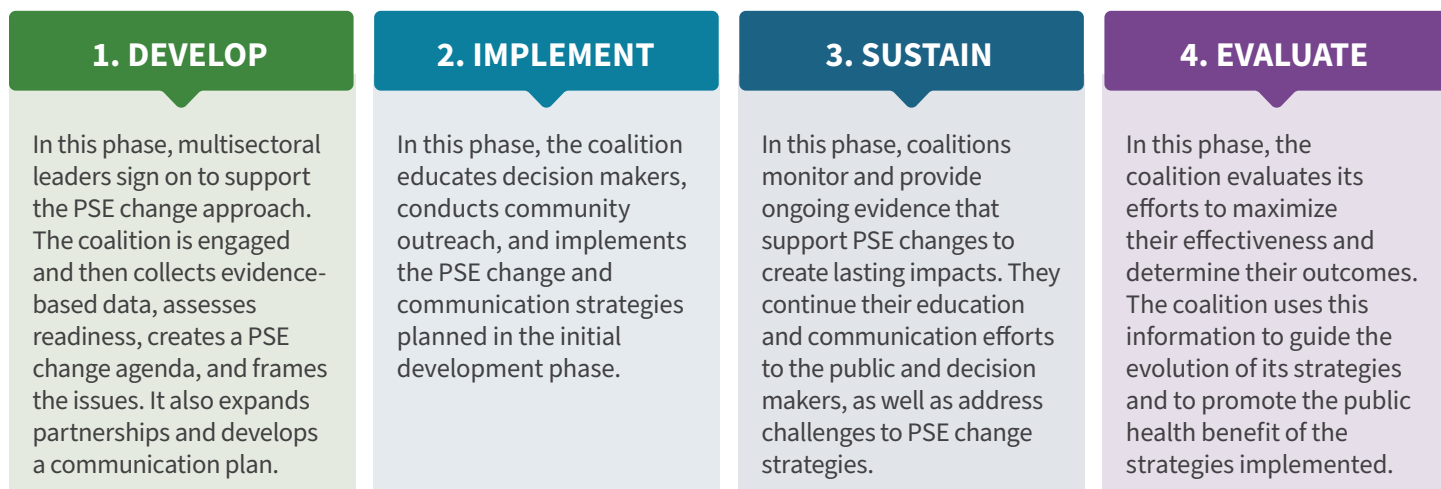 1. DEVELOP
In this phase, multisectoral
leaders sign on to support
the PSE change approach.
The coalition is engaged
and then collects evidence-
based data, assesses
readiness, creates a PSE
change agenda, and frames
the issues. It also expands
partnerships and develops
a communication plan.
2. IMPLEMENT
In this phase, the coalition
educates decision makers,
conducts community
outreach, and implements
the PSE change and
communication strategies
planned in the initial
development phase.
3. SUSTAIN
In this phase, coalitions
monitor and provide
ongoing evidence that
support PSE changes to
create lasting impacts. They
continue their education
and communication efforts
to the public and decision
makers, as well as address
challenges to PSE change
strategies.
4. EVALUATE
In this phase, the
coalition evaluates its
efforts to maximize
their effectiveness and
determine their outcomes.
The coalition uses this
information to guide the
evolution of its strategies
and to promote the public
health benefit of the
strategies implemented.